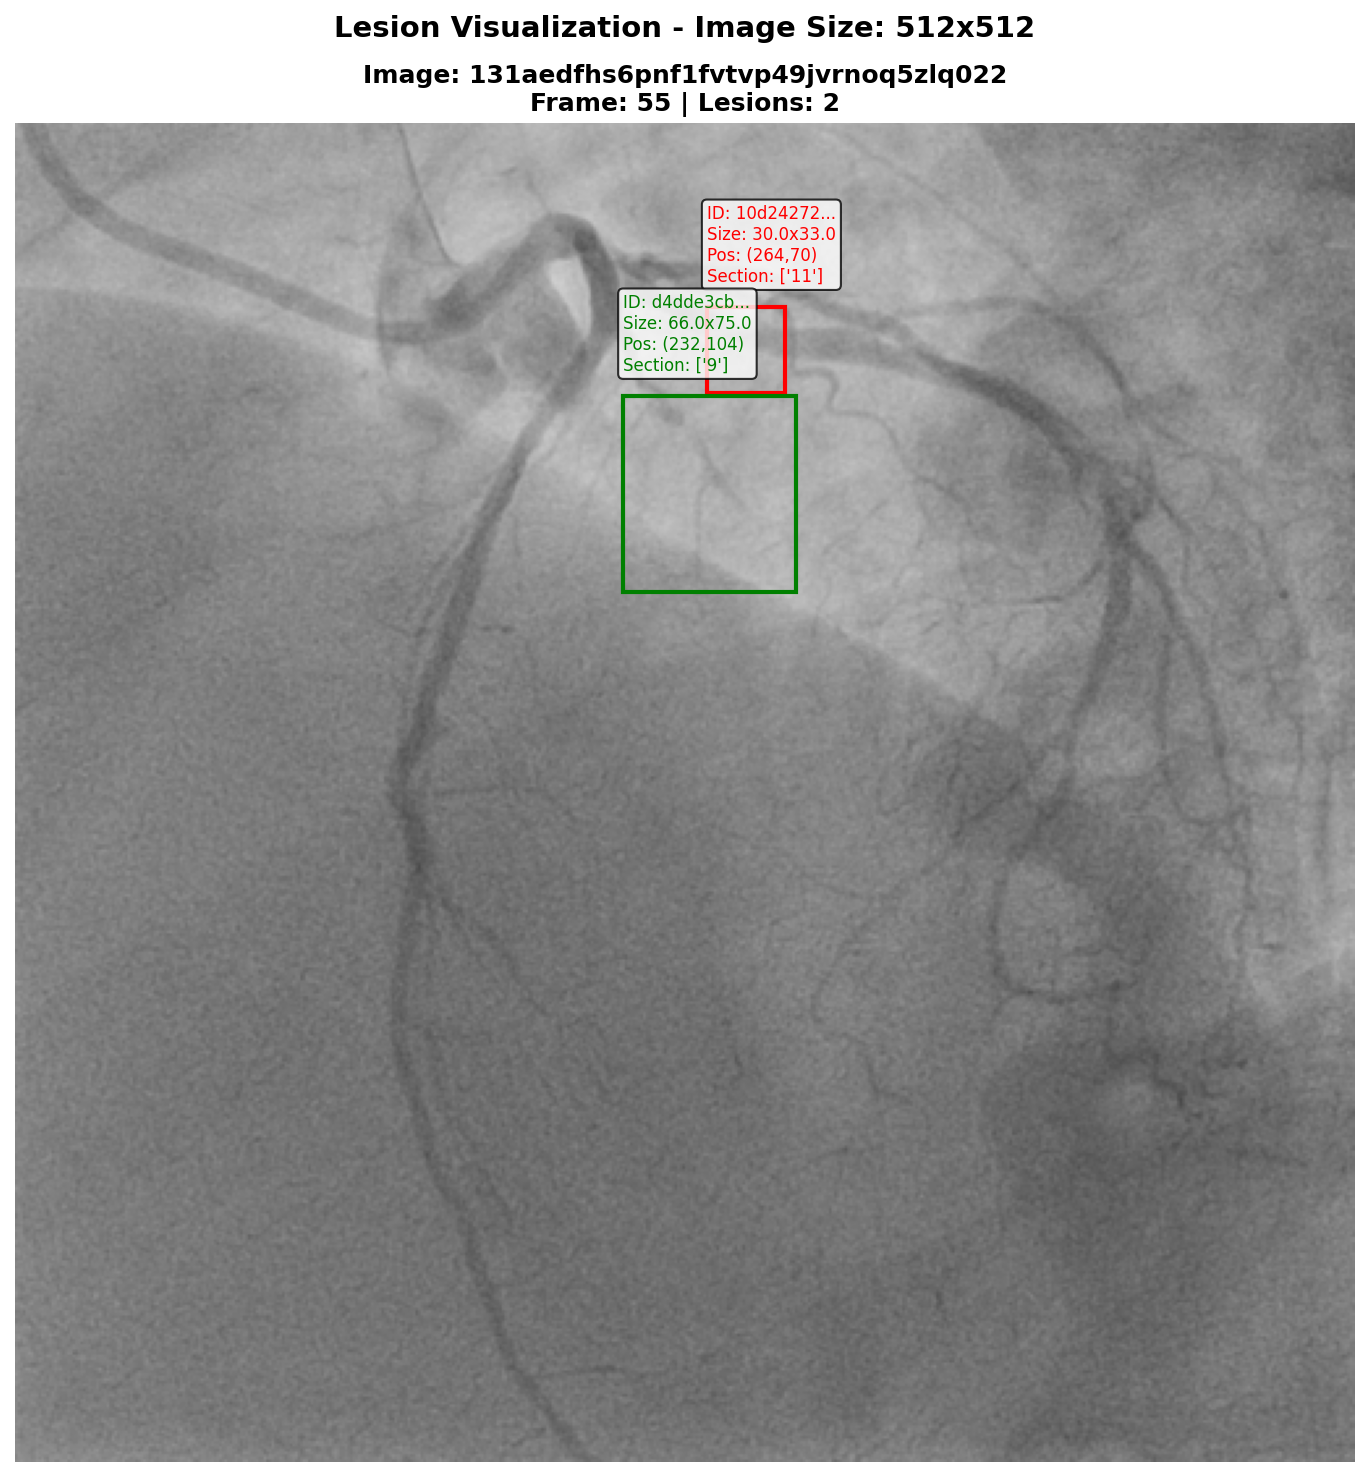 Lesion Visualization - Image Size: 512x512
Image: 131aedfhs6pnf1fvtvp49jvrnoq5zlq022
Frame: 55 | Lesions: 2
ID: 10d24272...
Size: 30.0x33.0
Pos: (264,70)
Section: ['11']
ID: d4dde3cb...
Size: 66.0x75.0
Pos: (232,104)
Section: ['9']